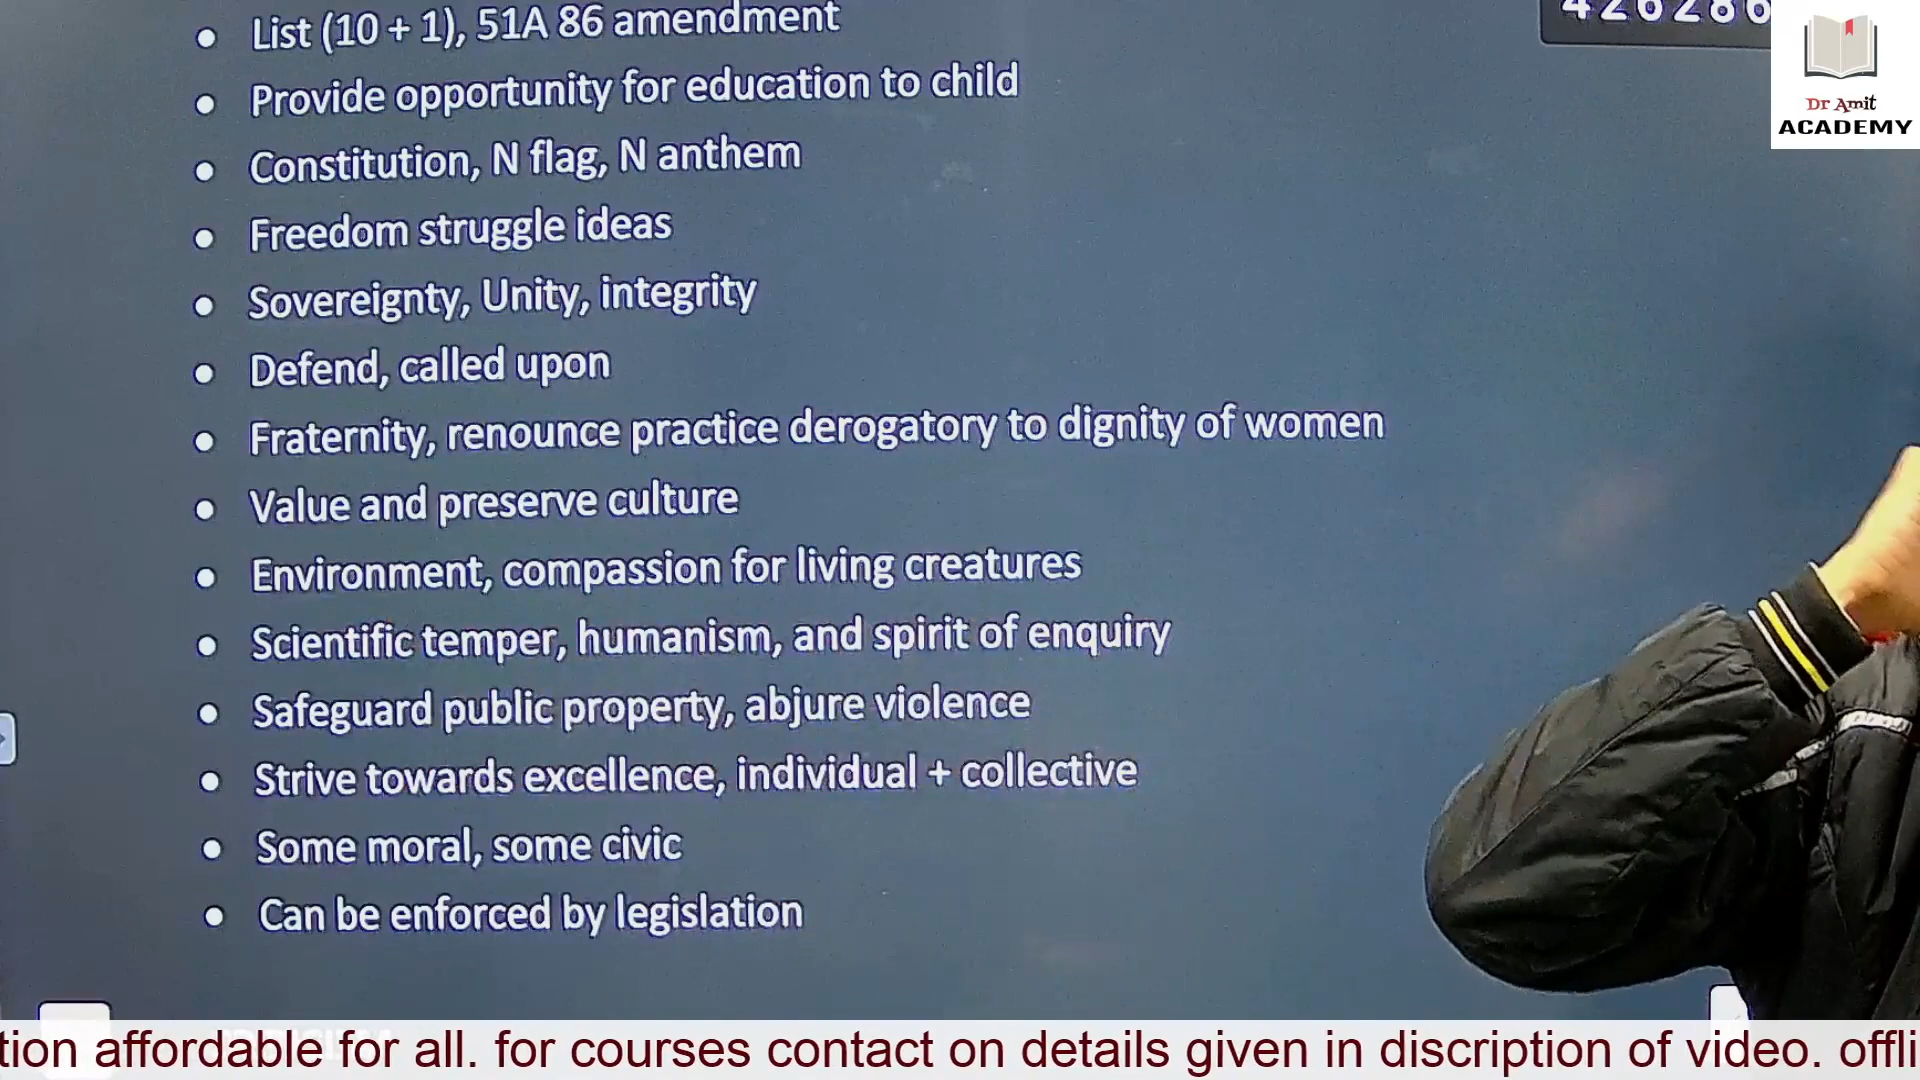 426286
Dr Amit
ACADEMY
• List (10 + 1), 51A 86 amendment
• Provide opportunity for education to child
• Constitution, N flag, N anthem
• Freedom struggle ideas
• Sovereignty, Unity, integrity
• Defend, called upon
• Fraternity, renounce practice derogatory to dignity of women
• Value and preserve culture
• Environment, compassion for living creatures
• Scientific temper, humanism, and spirit of enquiry
• Safeguard public property, abjure violence
• Strive towards excellence, individual + collective
• Some moral, some civic
• Can be enforced by legislation
tion affordable for all. for courses contact on details given in discription of video. offli